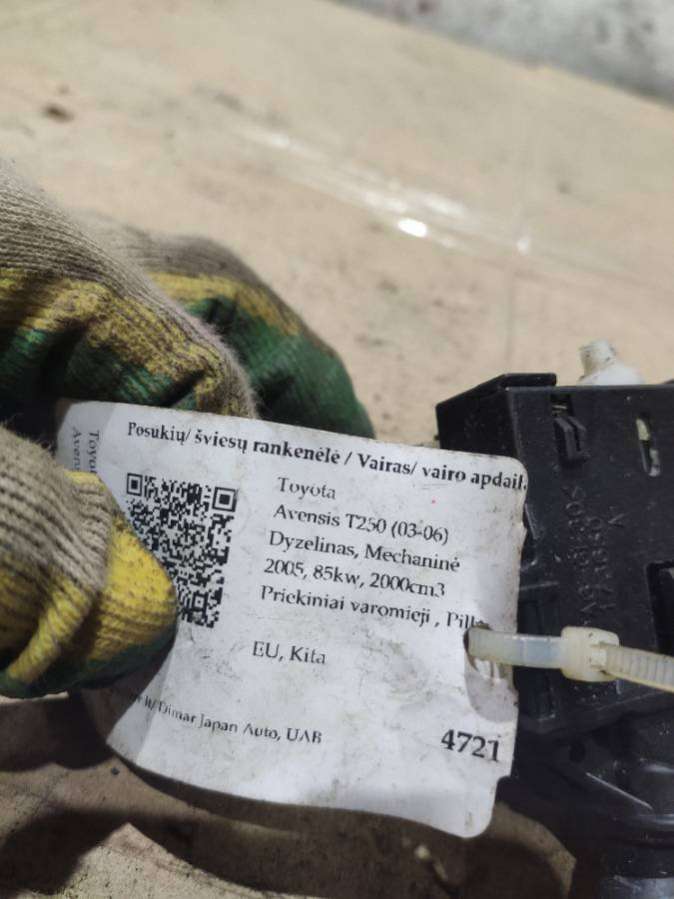 Posukių/ šviesų rankenėlė / Vairas/ vairo apdail
Toyota
Avensis T250 (03-06)
Dyzelinas, Mechaninė
2005, 85kw, 2000cm3
Priekiniai varomieji ,
EU, Kita
Dimar Japan Auto, UAB
4721